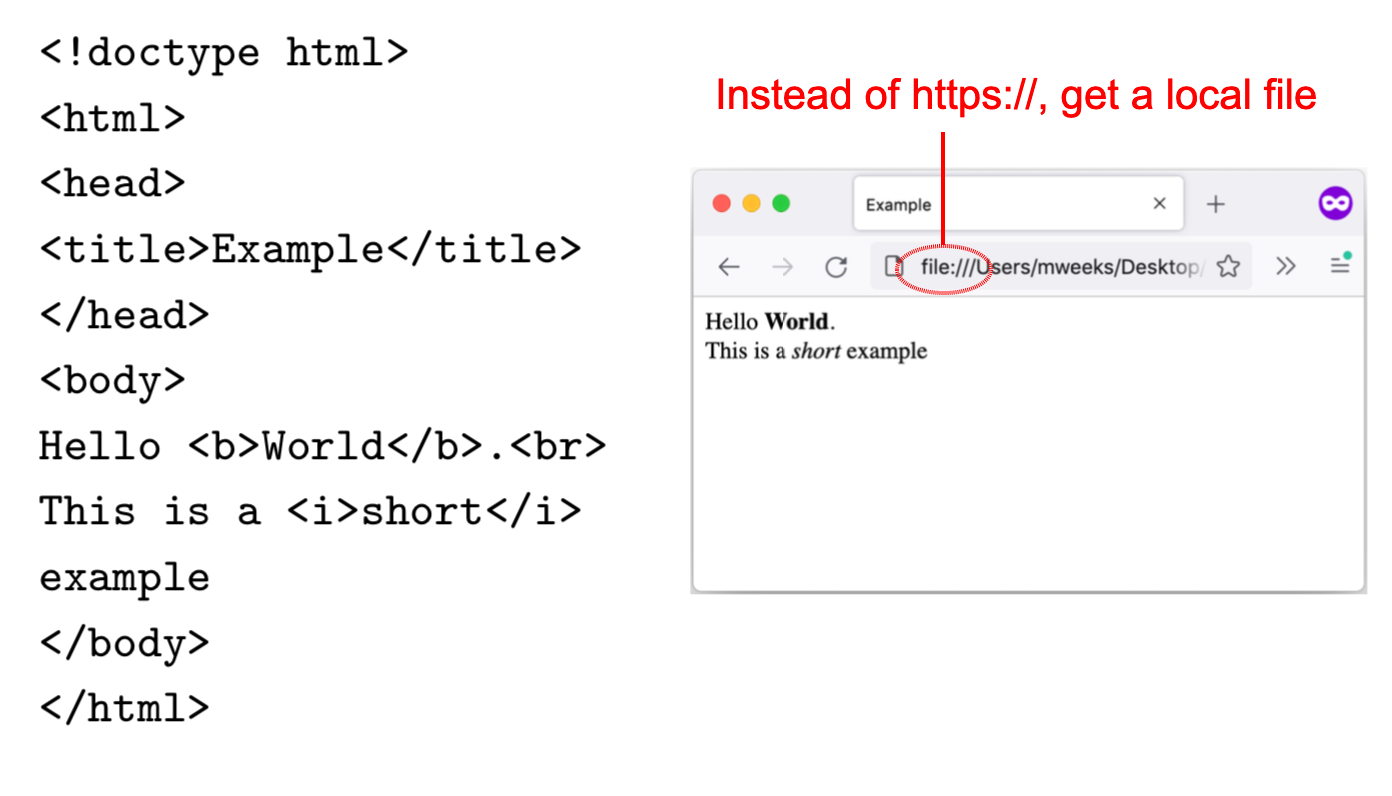 <!doctype html>
<html>
<head>
<title>Example</title>
</head>
<body>
Hello <b>World</b>.<br>
This is a <i>short</i>
example
</body>
</html>
Instead of https://, get a local file
Example
file:///Users/mweeks/Desktop/
Hello World.
This is a short example